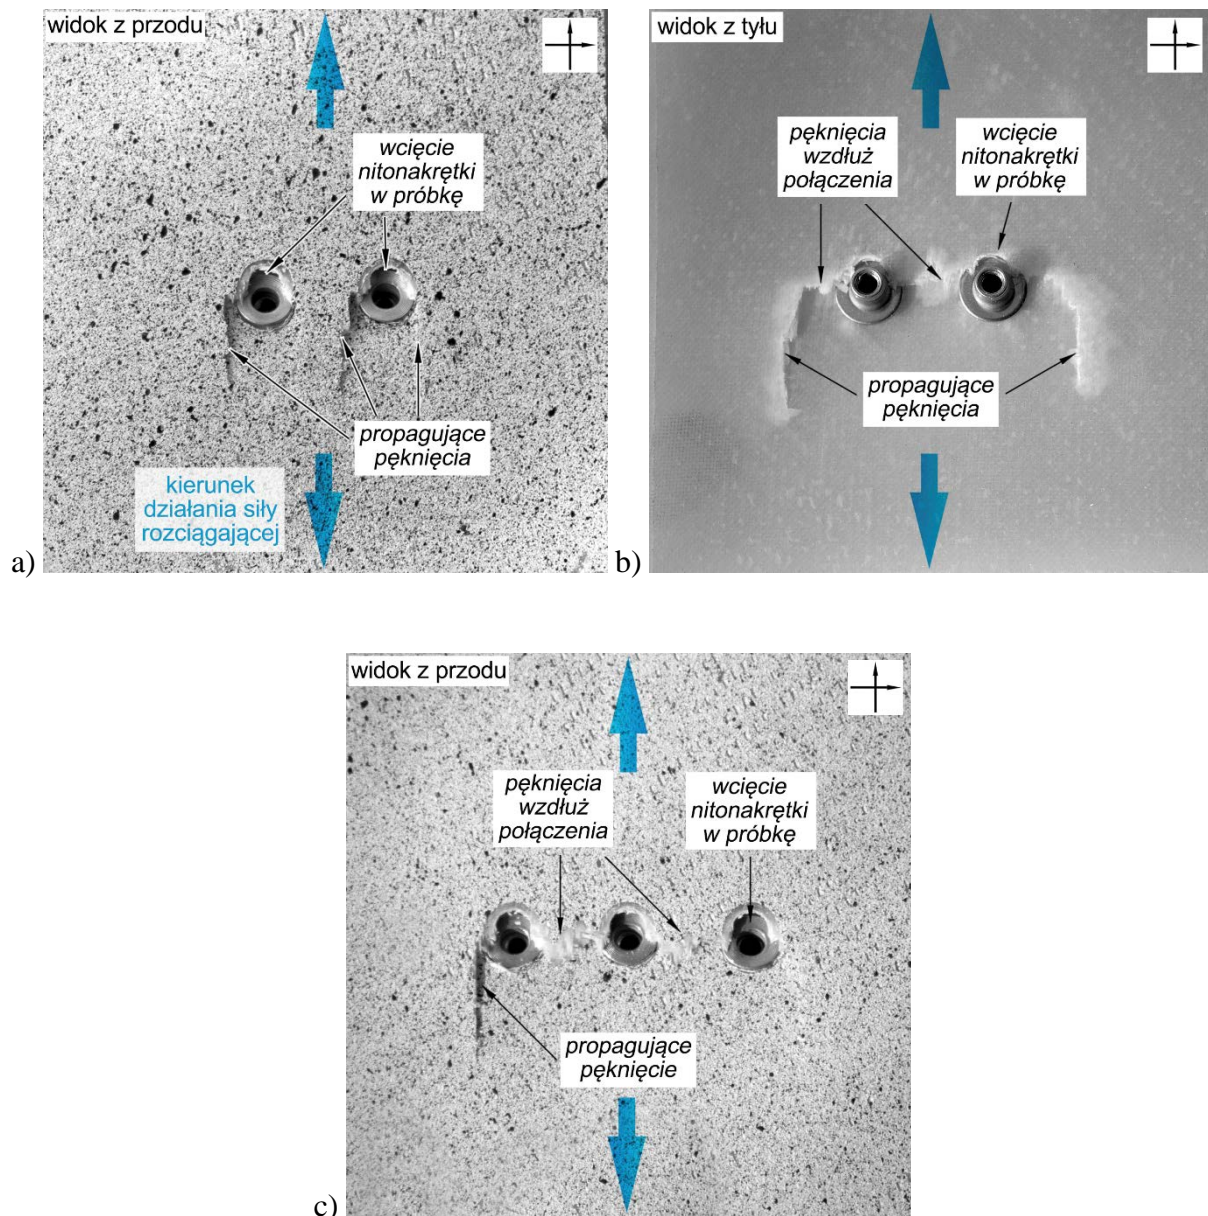 widok z przodu
wcięcie
nitonakrętki
w próbkę
propagujące
pęknięcia
kierunek
działania siły
rozciągającej
a)
widok z tyłu
pęknięcia
wzdłuż
połączenia
wcięcie
nitonakrętki
w próbkę
propagujące
pęknięcia
b)
widok z przodu
pęknięcia
wzdłuż
połączenia
wcięcie
nitonakrętki
w próbkę
propagujące
pęknięcie
c)